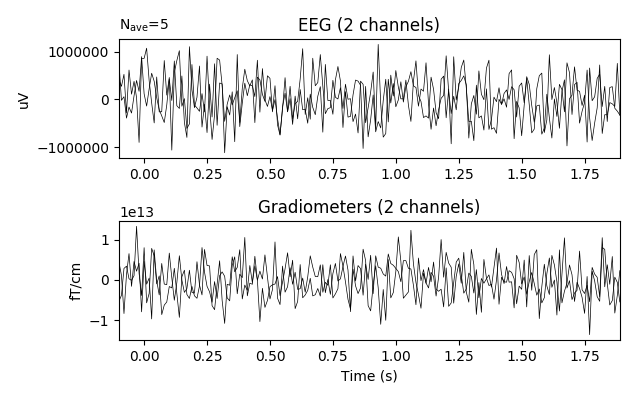 EEG (2 channels)
Nave=5
1000000
0
−1000000
uV
0.00 0.25 0.50 0.75 1.00 1.25 1.50 1.75
Gradiometers (2 channels)
1e13
1
0
−1
fT/cm
0.00 0.25 0.50 0.75 1.00 1.25 1.50 1.75
Time (s)